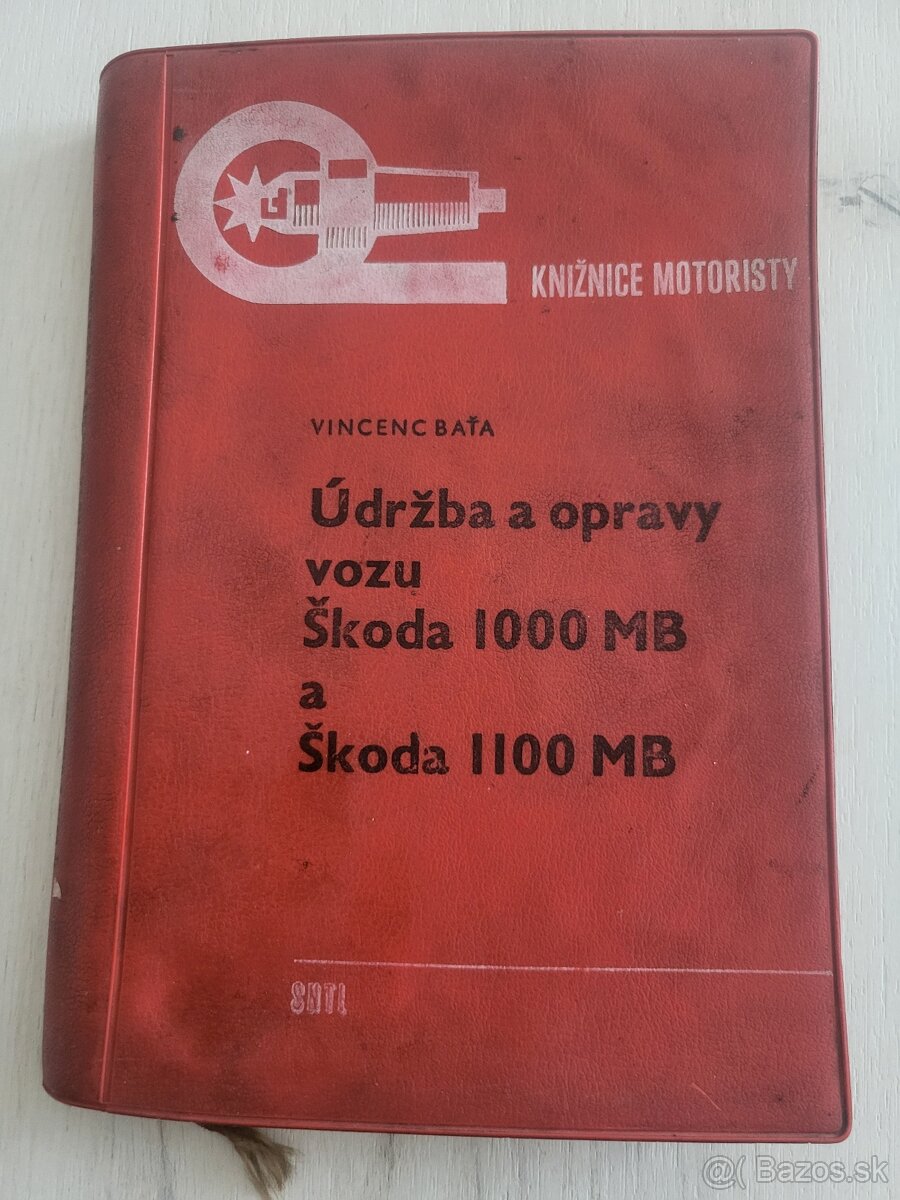 KNIŽNICE MOTORISTY
VINCENC BAŤA
Údržba a opravy
vozu
Škoda 1000 MB
a
Škoda 1100 MB
SNTL
@( Bazos.sk